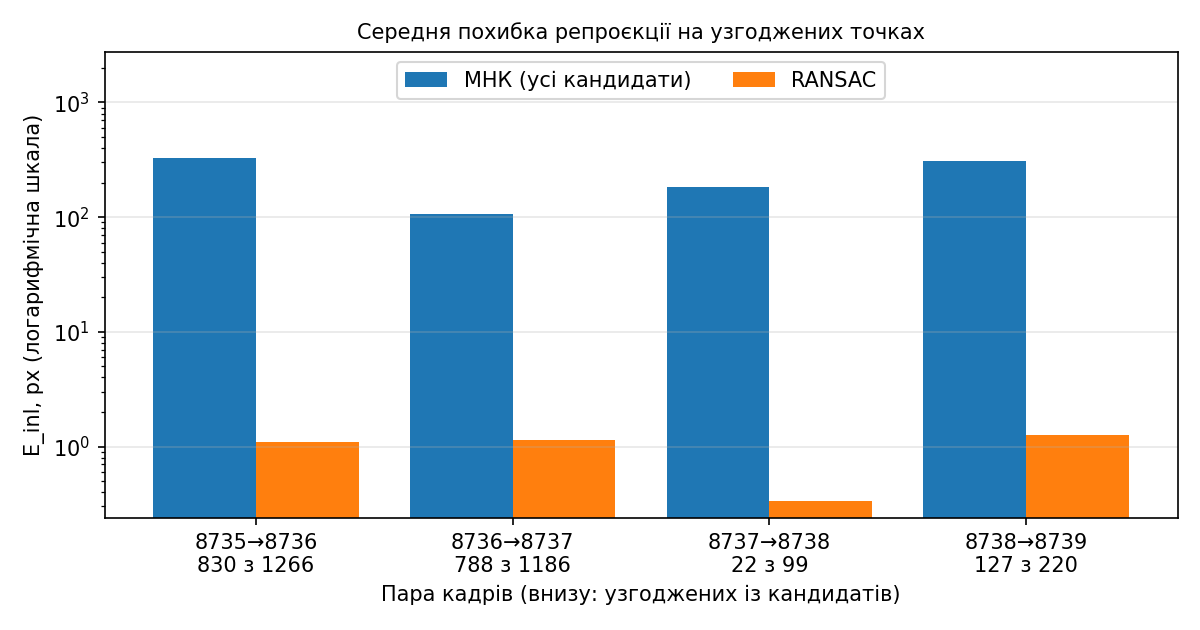 Середня похибка репроєкції на узгоджених точках
МНК (усі кандидати)
RANSAC
E_inl, px (логарифмічна шкала)
10³
10²
10¹
10⁰
8735→8736
830 з 1266
8736→8737
788 з 1186
8737→8738
22 з 99
8738→8739
127 з 220
Пара кадрів (внизу: узгоджених із кандидатів)